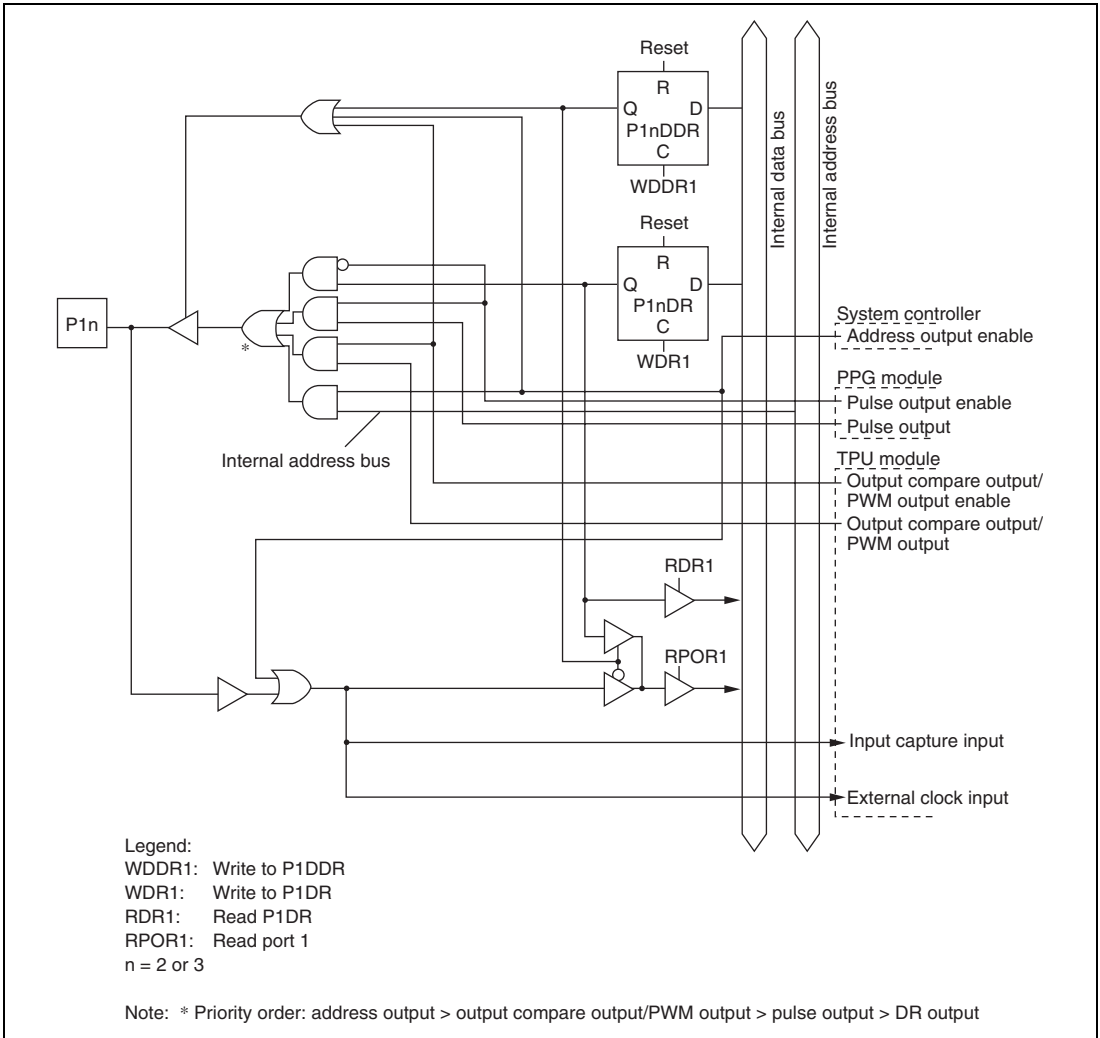 Reset
R
Q D
P1nDDR
C
WDDR1
Internal data bus
Internal address bus
Reset
R
Q D
P1nDR
C
WDR1
P1n
*
System controller
Address output enable
PPG module
Pulse output enable
Pulse output
Internal address bus
TPU module
Output compare output/
PWM output enable
Output compare output/
PWM output
RDR1
RPOR1
Input capture input
External clock input
Legend:
WDDR1: Write to P1DDR
WDR1: Write to P1DR
RDR1: Read P1DR
RPOR1: Read port 1
n = 2 or 3
Note: * Priority order: address output > output compare output/PWM output > pulse output > DR output